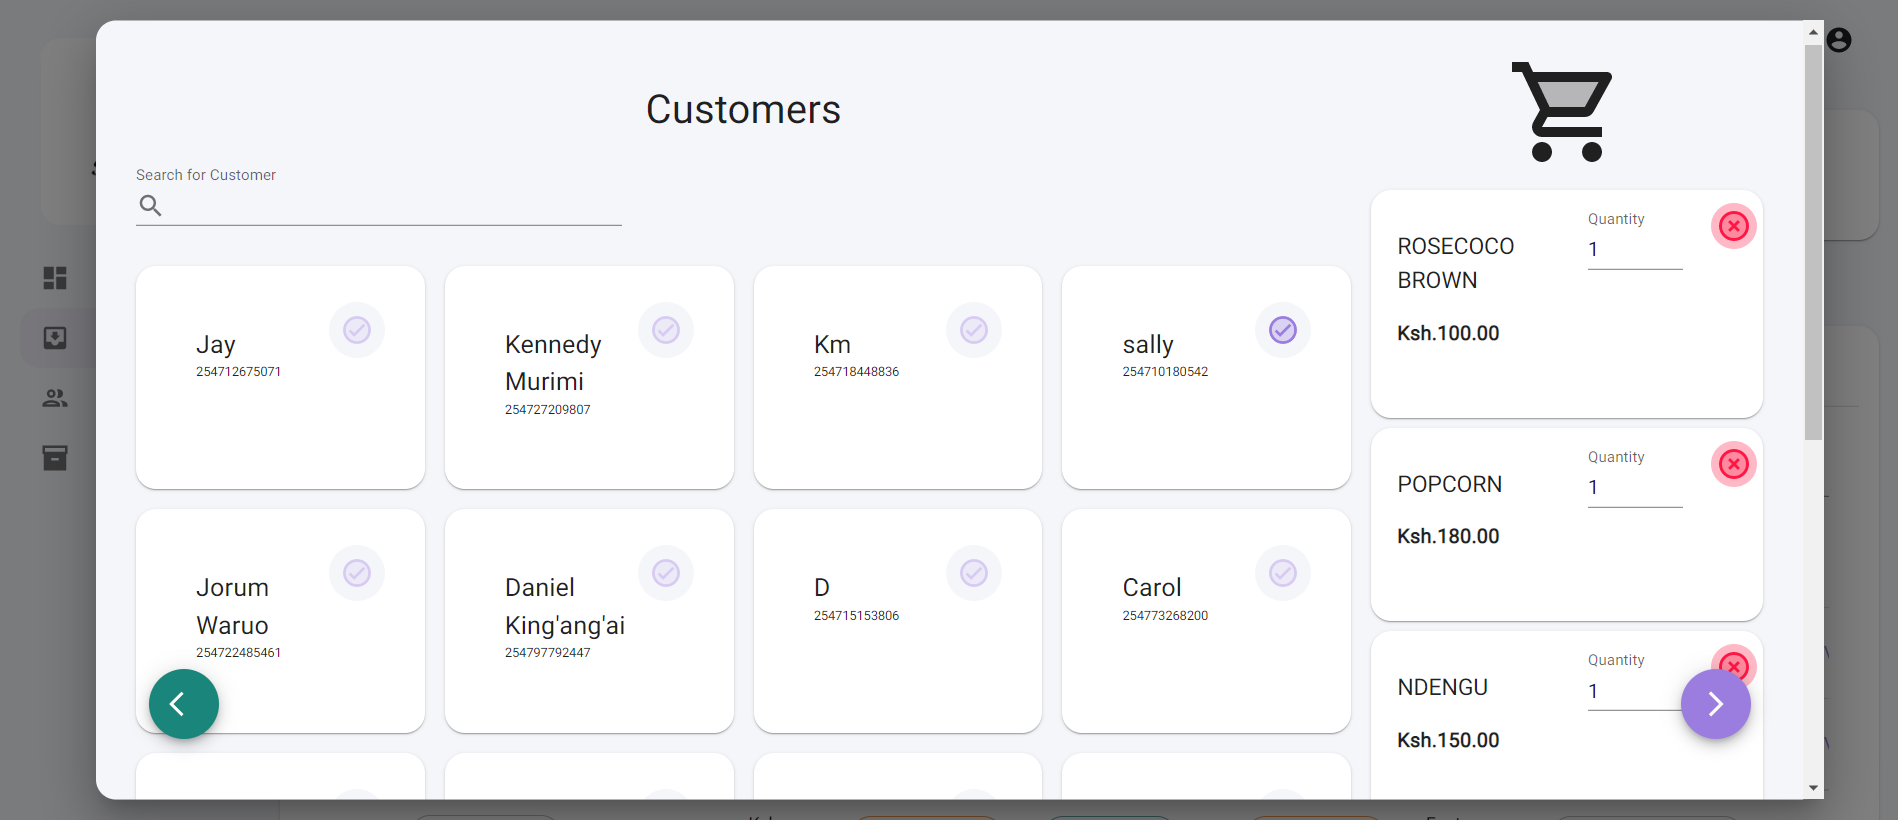 Customers
Search for Customer
Jay
254712675071
Kennedy
Murimi
254727209807
Km
254718448836
sally
254710180542
Jorum
Waruo
254722485461
Daniel
King'ang'ai
254797792447
D
254715153806
Carol
254773268200
ROSECOCO
BROWN
Ksh.100.00
Quantity
1
POPCORN
Ksh.180.00
Quantity
1
NDENGU
Ksh.150.00
Quantity
1